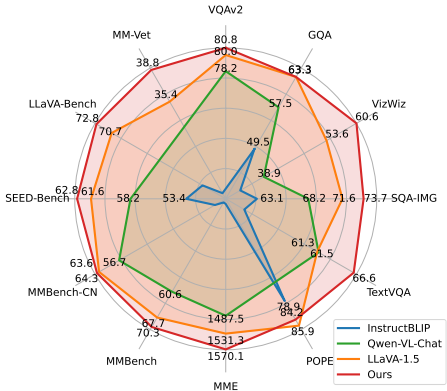 VQAv2
80.8
80.0
78.2
MM-Vet
38.8
35.4
GQA
63.3
57.5
49.5
LLaVA-Bench
72.8
70.7
VizWiz
60.6
53.6
38.9
SEED-Bench
62.8
61.6
58.2
53.4
63.1
68.2
71.6
73.7
SQA-IMG
63.6
64.3
56.7
MMBench-CN
61.3
61.5
66.6
TextVQA
60.6
67.7
70.3
MMBench
1487.5
1531.3
1570.1
MME
78.9
84.2
85.9
POPE
InstructBLIP
Qwen-VL-Chat
LLaVA-1.5
Ours